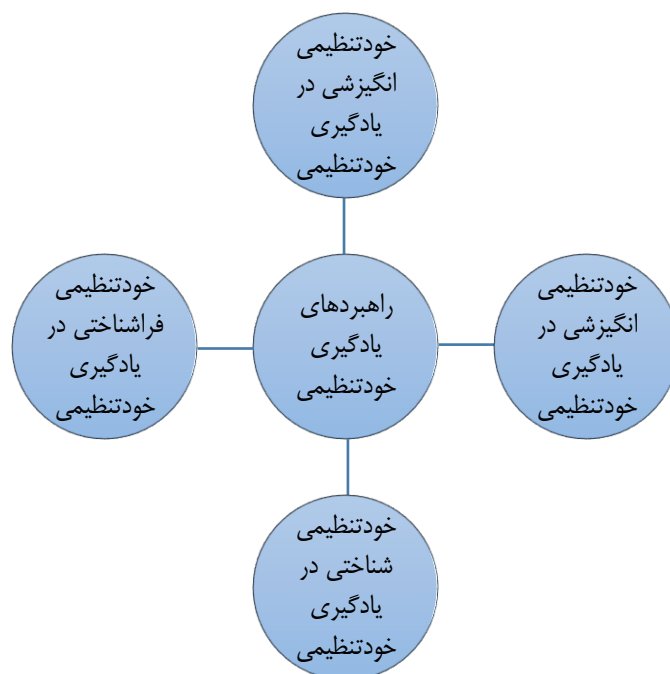 خودتنظیمی
انگیزشی در
یادگیری
خودتنظیمی
خودتنظیمی
انگیزشی در
یادگیری
خودتنظیمی
راهبردهای
یادگیری
خودتنظیمی
خودتنظیمی
فراشناختی در
یادگیری
خودتنظیمی
خودتنظیمی
شناختی در
یادگیری
خودتنظیمی